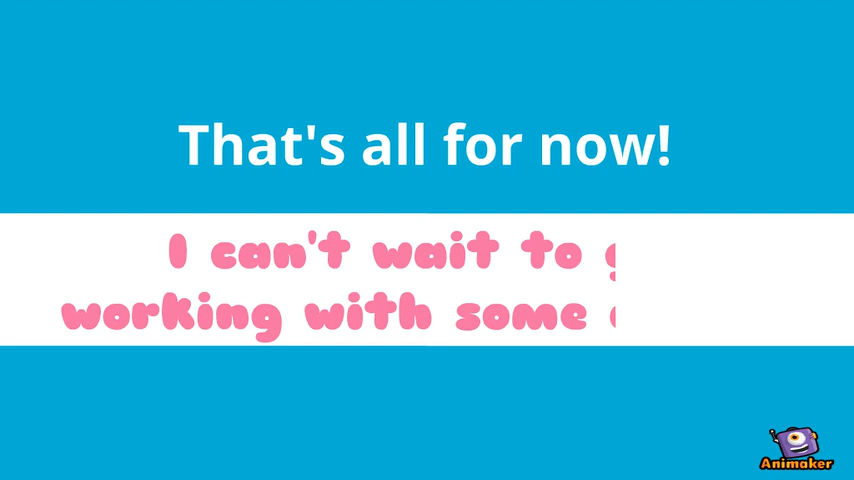 That's all for now!
I can't wait to
working with some
Animaker